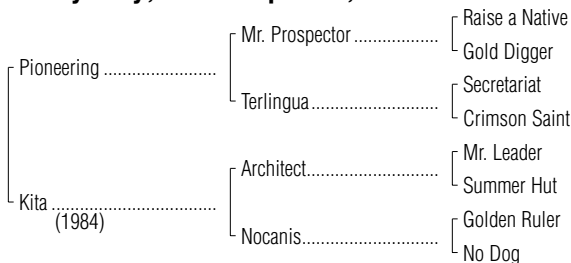 Raise a Native
Mr. Prospector ....................
Gold Digger
Pioneering ..........................
Secretariat
Terlingua..............................
Crimson Saint
Mr. Leader
Architect...............................
Summer Hut
Kita ......................................
(1984)
Golden Ruler
Nocanis................................
No Dog